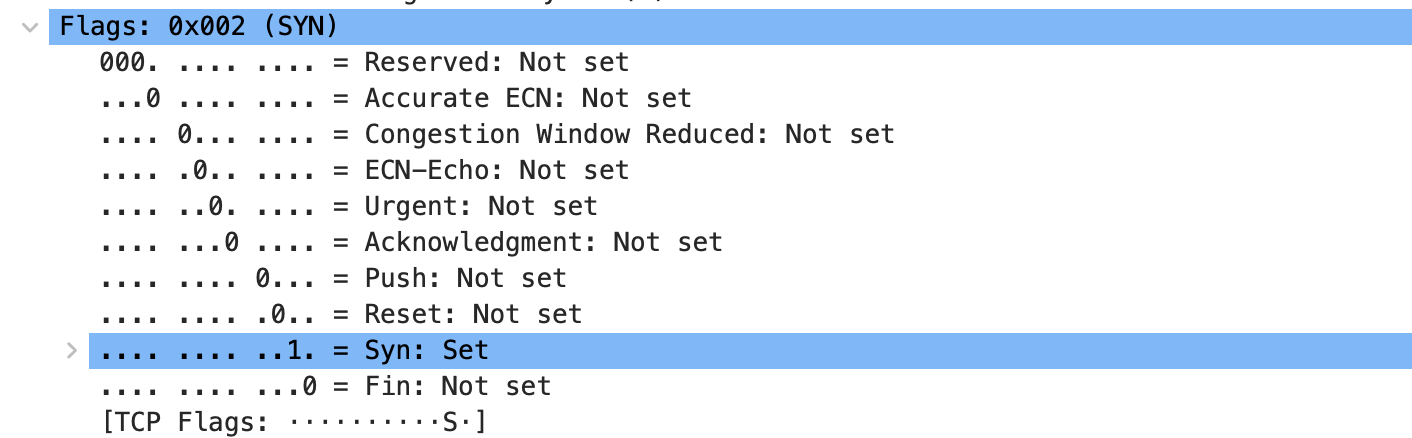 Flags: 0x002 (SYN)
000. .... .... = Reserved: Not set
...0 .... .... = Accurate ECN: Not set
.... 0... .... = Congestion Window Reduced: Not set
.... .0.. .... = ECN-Echo: Not set
.... ..0. .... = Urgent: Not set
.... ...0 .... = Acknowledgment: Not set
.... .... 0... = Push: Not set
.... .... .0.. = Reset: Not set
.... .... ..1. = Syn: Set
.... .... ...0 = Fin: Not set
[TCP Flags: ··········S·]